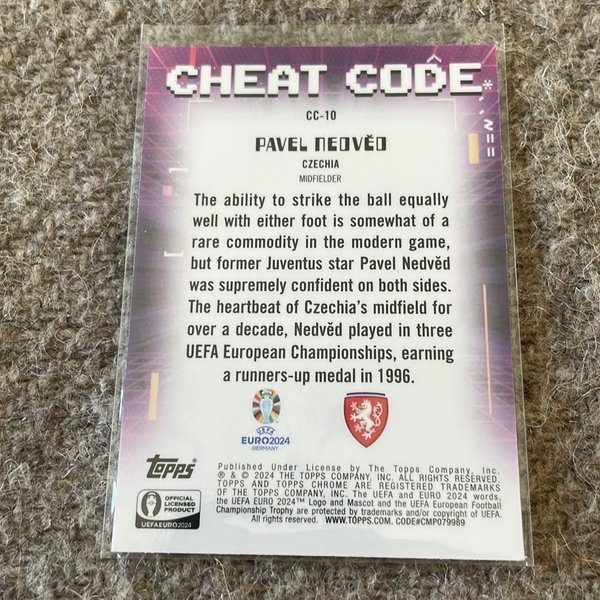 CHEAT CODE
CC-10
PAVEL NEDVĚD
CZECHIA
MIDFIELDER
The ability to strike the ball equally
well with either foot is somewhat of a
rare commodity in the modern game,
but former Juventus star Pavel Nedvěd
was supremely confident on both sides.
The heartbeat of Czechia's midfield for
over a decade, Nedvěd played in three
UEFA European Championships, earning
a runners-up medal in 1996.
UEFA
EURO2024
GERMANY
Topps
Published Under License by The Topps Company, Inc.
® & © 2024 THE TOPPS COMPANY, INC. ALL RIGHTS RESERVED.
TOPPS AND TOPPS CHROME ARE REGISTERED TRADEMARKS
OF THE TOPPS COMPANY, INC. The UEFA and EURO 2024 words,
the UEFA EURO 2024™ Logo and Mascot and the UEFA European Football
Championship Trophy are protected by trademarks and/or copyright of UEFA.
All rights reserved. WWW.TOPPS.COM. CODE#CMP079989
OFFICIAL
LICENSED
PRODUCT
UEFAEURO2024